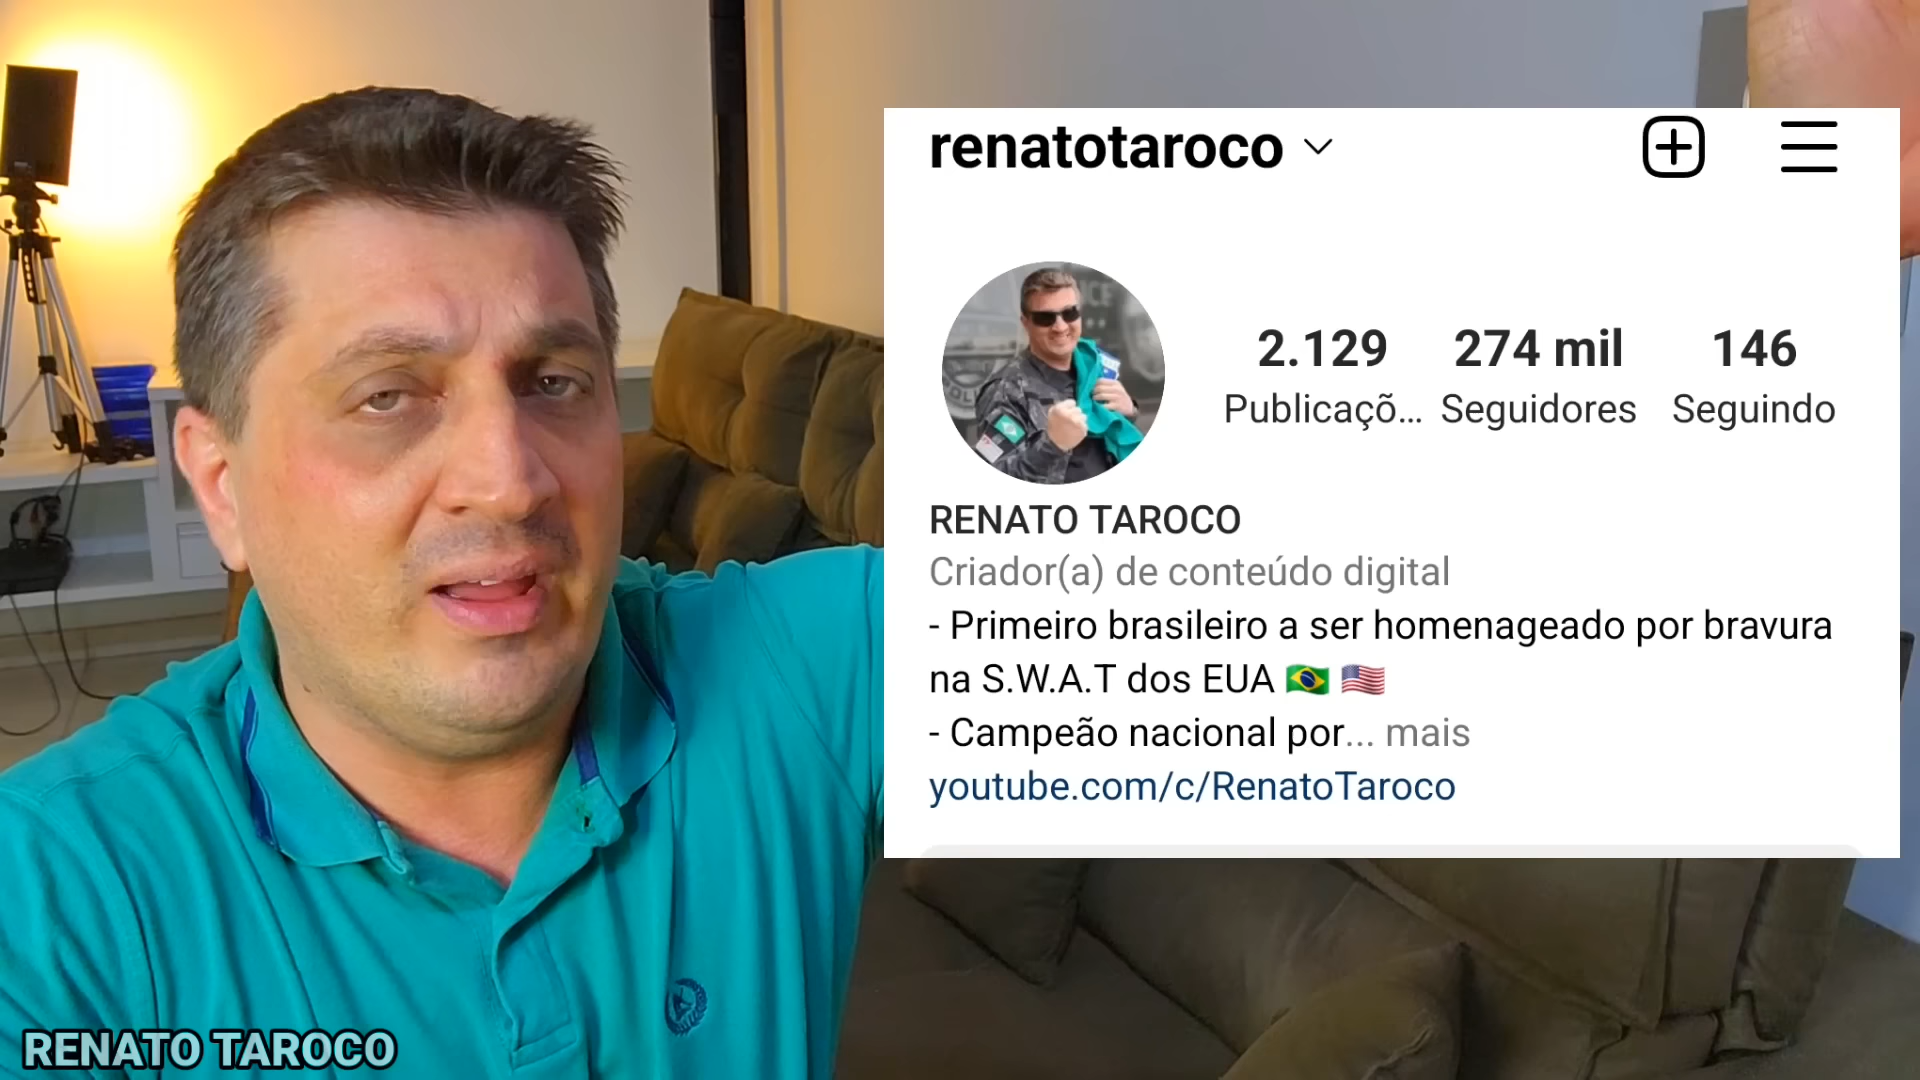 renatotaroco
2.129 274 mil 146
Publicaçõ... Seguidores Seguindo
RENATO TAROCO
Criador(a) de conteúdo digital
- Primeiro brasileiro a ser homenageado por bravura
na S.W.A.T dos EUA 🇧🇷 🇺🇸
- Campeão nacional por... mais
youtube.com/c/RenatoTaroco
RENATO TAROCO